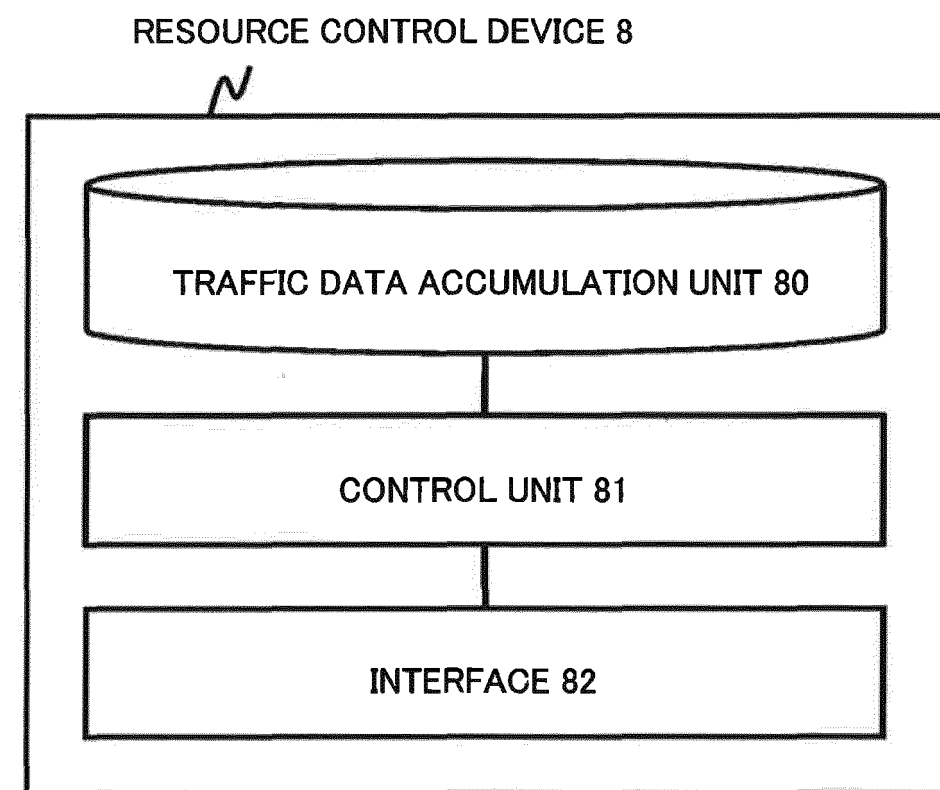 RESOURCE CONTROL DEVICE 8
TRAFFIC DATA ACCUMULATION UNIT 80
CONTROL UNIT 81
INTERFACE 82